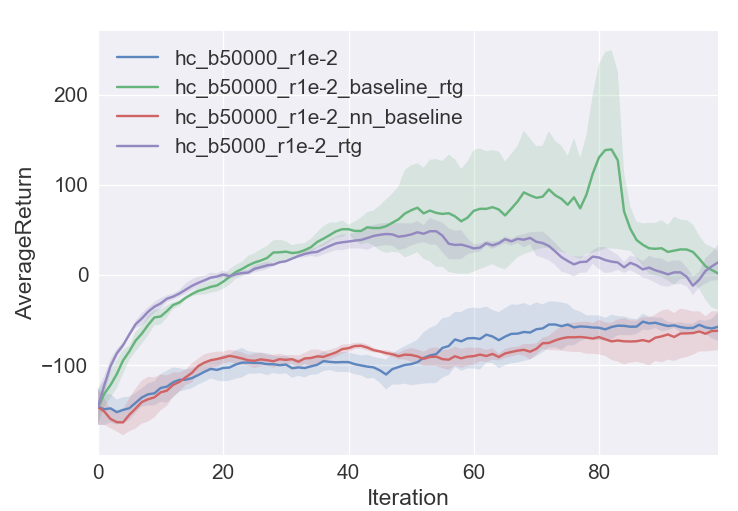 hc_b50000_r1e-2
hc_b50000_r1e-2_baseline_rtg
hc_b50000_r1e-2_nn_baseline
hc_b5000_r1e-2_rtg
200
100
0
−100
AverageReturn
0 20 40 60 80
Iteration